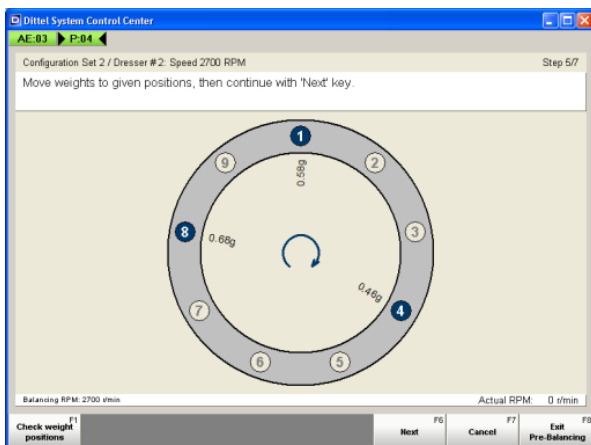 Dittel System Control Center
AE:03 P:04
Configuration Set 2 / Dresser #2: Speed 2700 RPM Step 5/7
Move weights to given positions, then continue with 'Next' key.
1
9 2
0.58g
8 0.68g 3
0.46g 4
7
6 5
Balancing RPM: 2700 r/min Actual RPM: 0 r/min
F1 F6 F7 F8
Check weight positions Next Cancel Exit Pre-Balancing